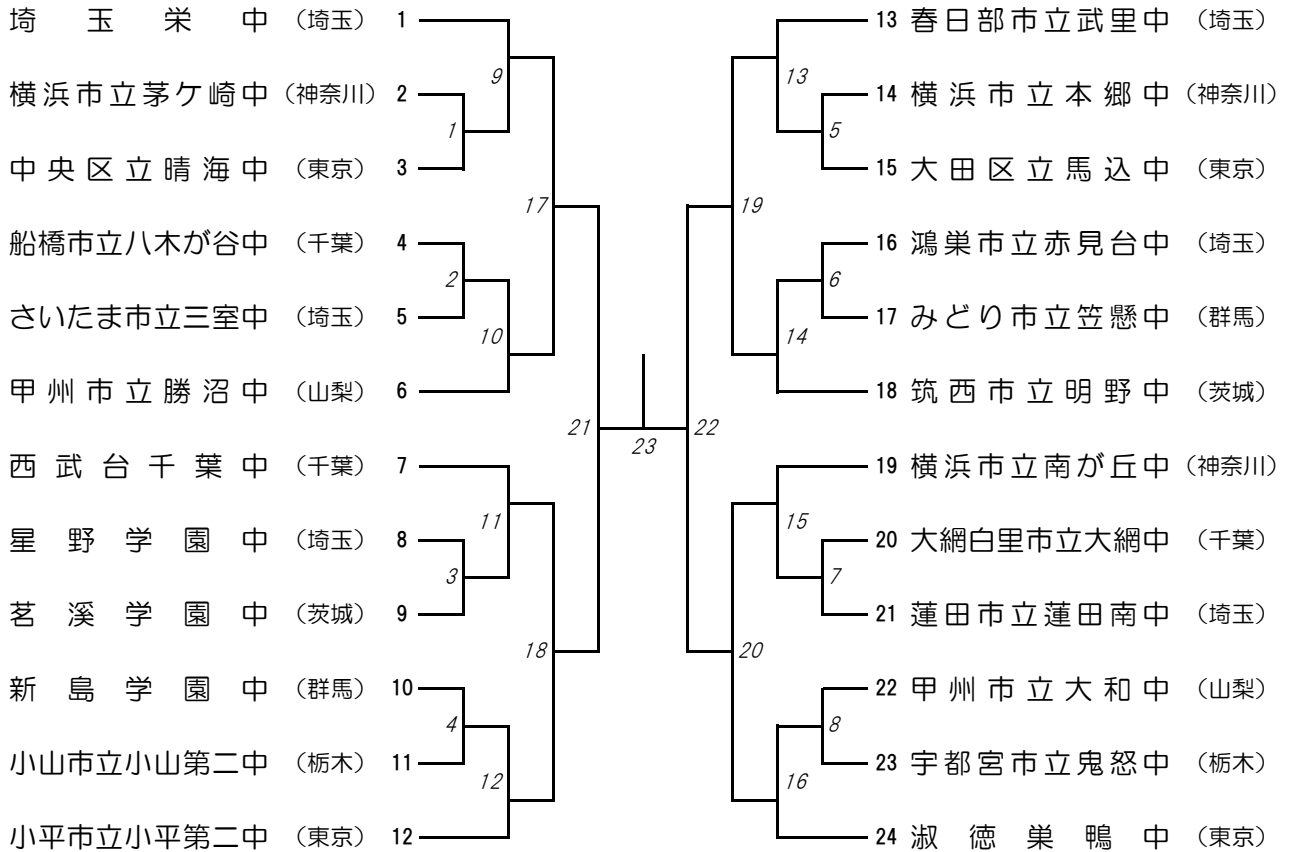 埼玉栄中 （埼玉） 1
9
横浜市立茅ケ崎中 （神奈川） 2
1
中央区立晴海中 （東京） 3
17
船橋市立八木が谷中 （千葉） 4
2
さいたま市立三室中 （埼玉） 5
10
甲州市立勝沼中 （山梨） 6
21
西武台千葉中 （千葉） 7
11
星野学園中 （埼玉） 8
3
茗溪学園中 （茨城） 9
18
新島学園中 （群馬） 10
4
小山市立小山第二中 （栃木） 11
12
小平市立小平第二中 （東京） 12
23
13 春日部市立武里中 （埼玉）
13
14 横浜市立本郷中 （神奈川）
5
15 大田区立馬込中 （東京）
19
16 鴻巣市立赤見台中 （埼玉）
6
17 みどり市立笠懸中 （群馬）
14
18 筑西市立明野中 （茨城）
22
19 横浜市立南が丘中 （神奈川）
15
20 大網白里市立大網中 （千葉）
7
21 蓮田市立蓮田南中 （埼玉）
20
22 甲州市立大和中 （山梨）
8
23 宇都宮市立鬼怒中 （栃木）
16
24 淑徳巣鴨中 （東京）